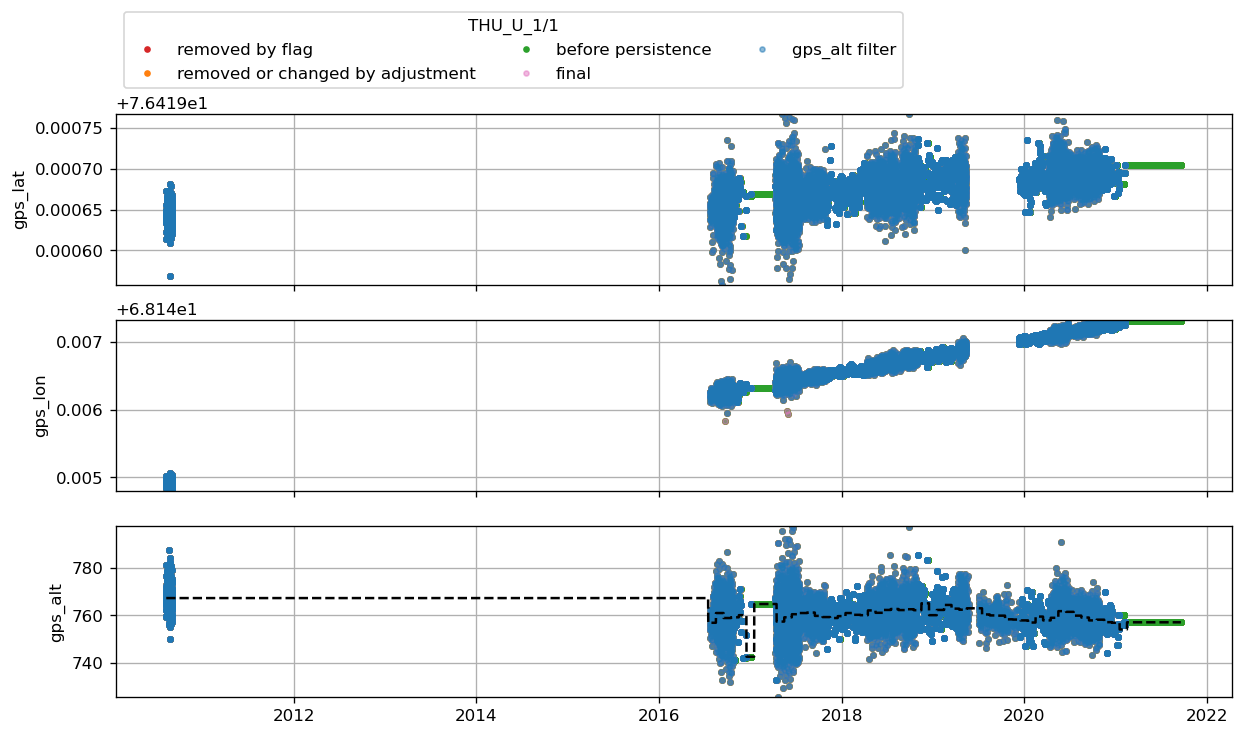 THU_U_1/1
removed by flag
before persistence
gps_alt filter
removed or changed by adjustment
final
+7.6419e1
0.00075
0.00070
0.00065
0.00060
gps_lat
+6.814e1
0.007
0.006
0.005
gps_lon
780
760
740
gps_alt
2012
2014
2016
2018
2020
2022